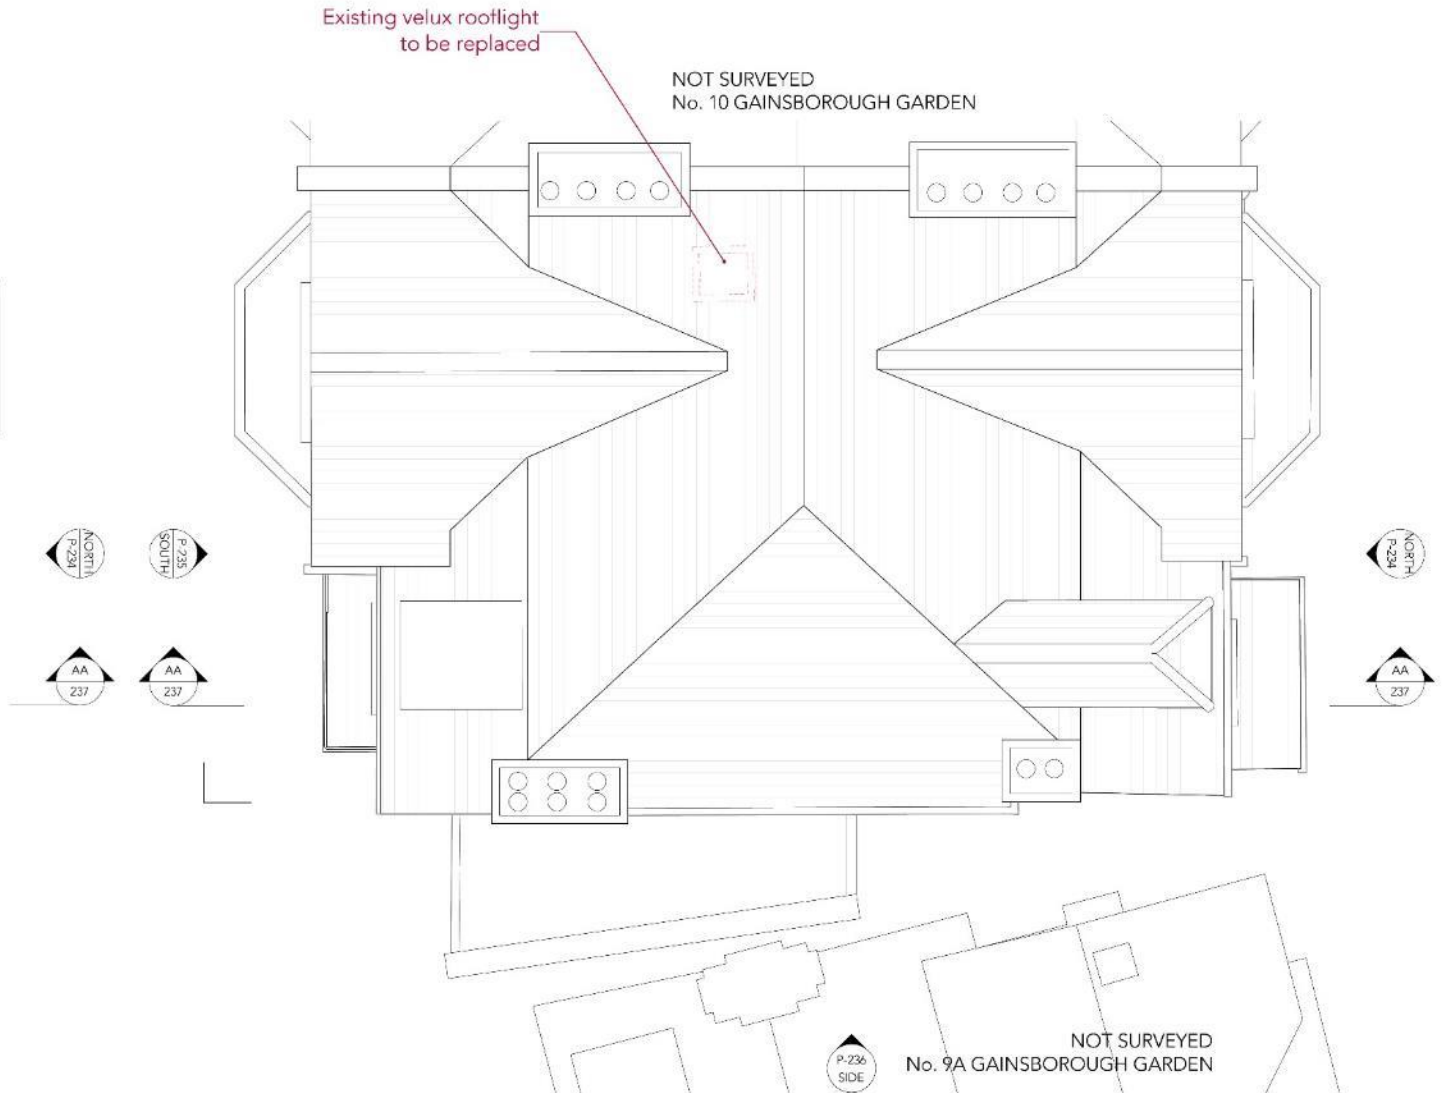 Existing velux rooflight
to be replaced
NOT SURVEYED
No. 10 GAINSBOROUGH GARDEN
NORTH
P-234
P-235
SOUTH
NORTH
P-234
AA
237
AA
237
AA
237
NOT SURVEYED
No. 9A GAINSBOROUGH GARDEN
P-236
SIDE